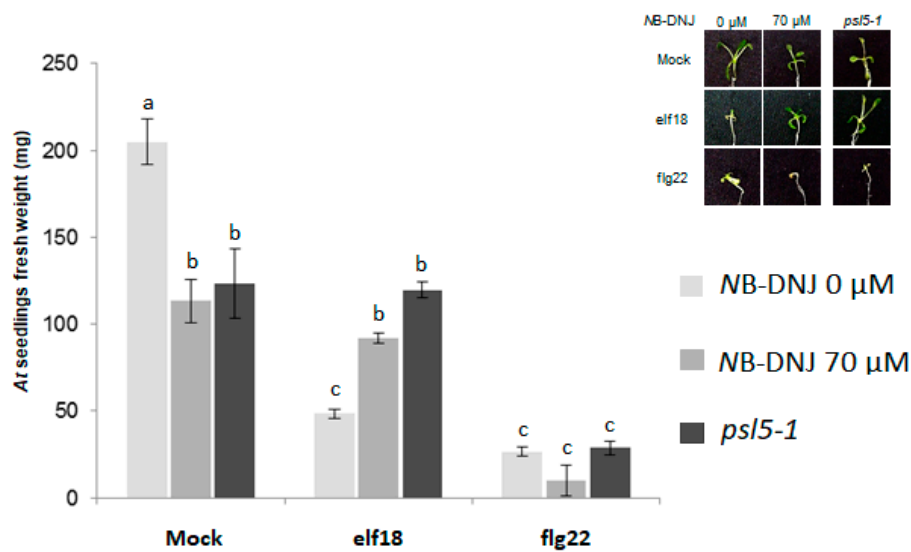 NB-DNJ 0 µM 70 µM psl5-1
Mock
elf18
flg22
At seedlings fresh weight (mg)
250
200
150
100
50
0
a
b
b
c
b
b
c
c
c
Mock elf18 flg22
NB-DNJ 0 µM
NB-DNJ 70 µM
psl5-1